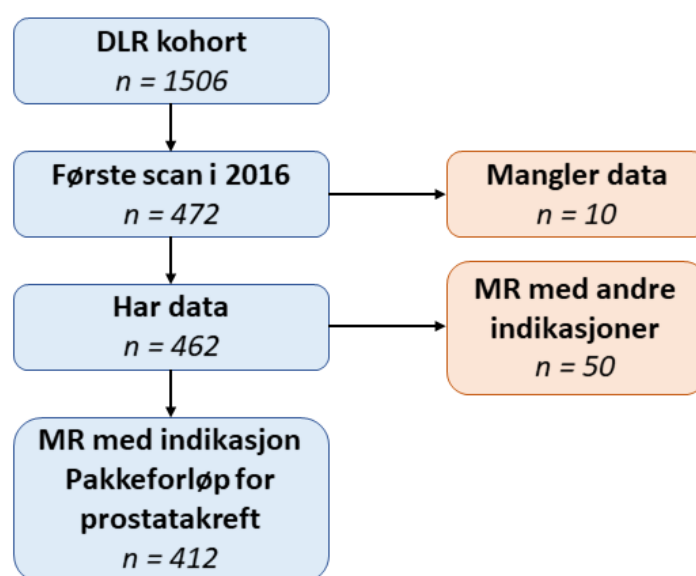 DLR kohort
n = 1506
Første scan i 2016
n = 472
Mangler data
n = 10
Har data
n = 462
MR med andre
indikasjoner
n = 50
MR med indikasjon
Pakkeforløp for
prostatakreft
n = 412